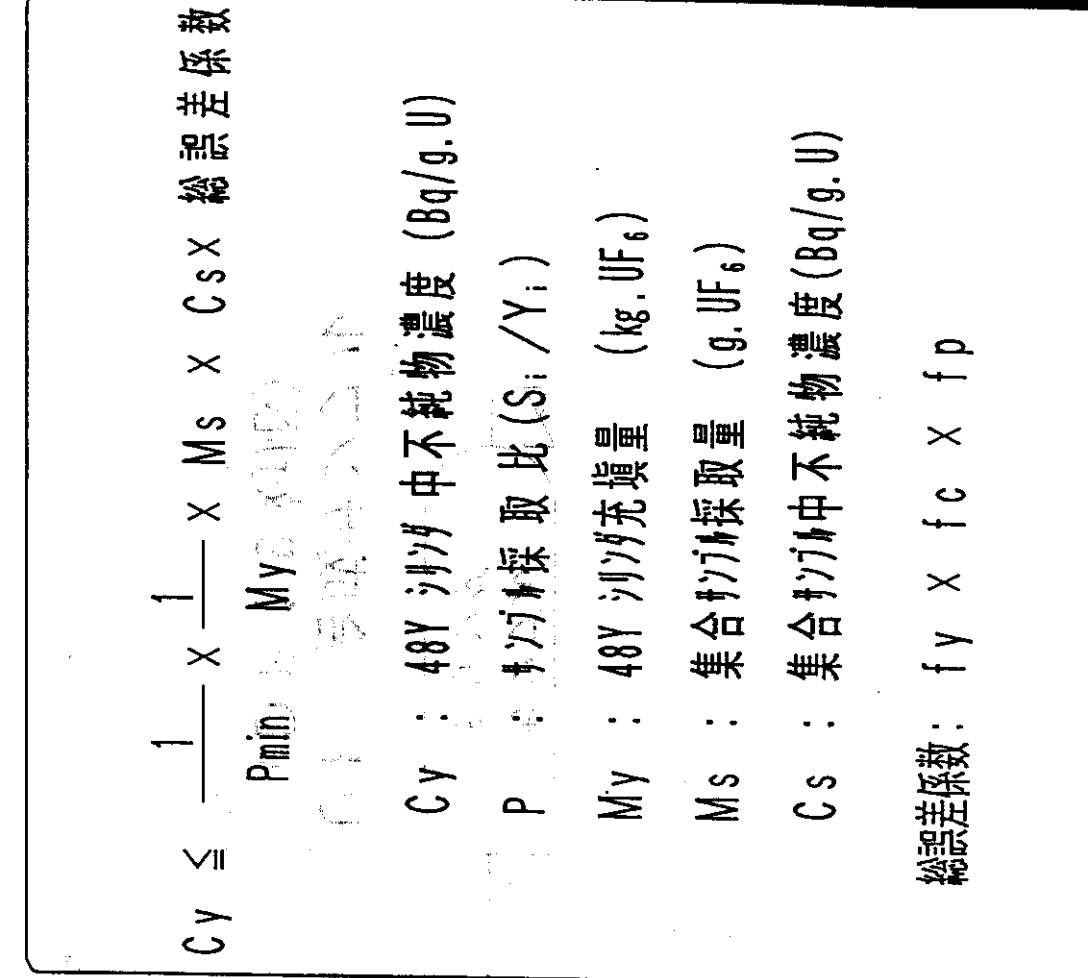 Cy ≦ 1/Pmin × 1/My × Ms × Cs× 総誤差係数
Cy : 48Y ｼﾘﾝﾀﾞ 中不純物濃度 (Bq/g.U)
P : ｻﾝﾌﾟﾙ採取比(Sᵢ/Yᵢ)
My : 48Y ｼﾘﾝﾀﾞ充塡量 (kg.UF₆)
Ms : 集合ｻﾝﾌﾟﾙ採取量 (g.UF₆)
Cs : 集合ｻﾝﾌﾟﾙ中不純物濃度(Bq/g.U)
総誤差係数: fy × fc × fp